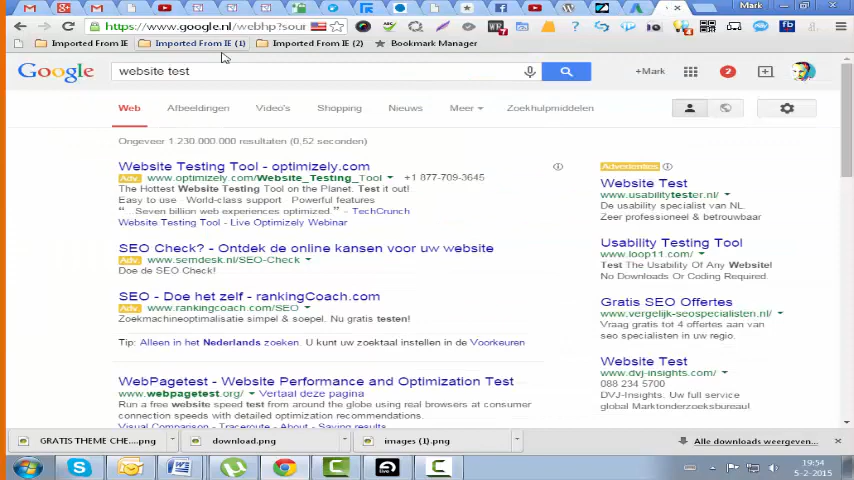 Mark
https://www.google.nl/webhp?sour
Imported From IE
Imported From IE (1)
Imported From IE (2)
Bookmark Manager
Google
website test
+Mark
2
Web
Afbeeldingen
Video's
Shopping
Nieuws
Meer
Zoekhulpmiddelen
Ongeveer 1.230.000.000 resultaten (0,52 seconden)
Website Testing Tool - optimizely.com
Adv. www.optimizely.com/Website_Testing_Tool +1 877-709-3645
The Hottest Website Testing Tool on the Planet. Test it out!
Easy to use · World-class support · Powerful features
“ Seven billion web experiences optimized.” - TechCrunch
Website Testing Tool - Live Optimizely Webinar
SEO Check? - Ontdek de online kansen voor uw website
Adv. www.semdesk.nl/SEO-Check
Doe de SEO Check!
SEO - Doe het zelf - rankingCoach.com
Adv. www.rankingcoach.com/SEO
Zoekmachineoptimalisatie simpel & soepel. Nu gratis testen!
Tip: Alleen in het Nederlands zoeken. U kunt uw zoektaal instellen in de Voorkeuren
WebPagetest - Website Performance and Optimization Test
www.webpagetest.org/ Vertaal deze pagina
Run a free website speed test from around the globe using real browsers at consumer
connection speeds with detailed optimization recommendations.
Visual Comparison - Traceroute - About - Saving results
Advertenties
Website Test
www.usabilitytester.nl/
De usability specialist van NL.
Zeer professioneel & betrouwbaar
Usability Testing Tool
www.loop11.com/
Test The Usability Of Any Website!
No Downloads Or Coding Required.
Gratis SEO Offertes
www.vergelijk-seospecialisten.nl/
Vraag gratis tot 4 offertes aan van
seo specialisten in uw regio.
Website Test
www.dvj-insights.com/
088 234 5700
DVJ-Insights: Uw full service
global Marktonderzoeksbureau!
GRATIS THEME CHE....png
download.png
images (1).png
Alle downloads weergeven...
19:54
5-2-2015